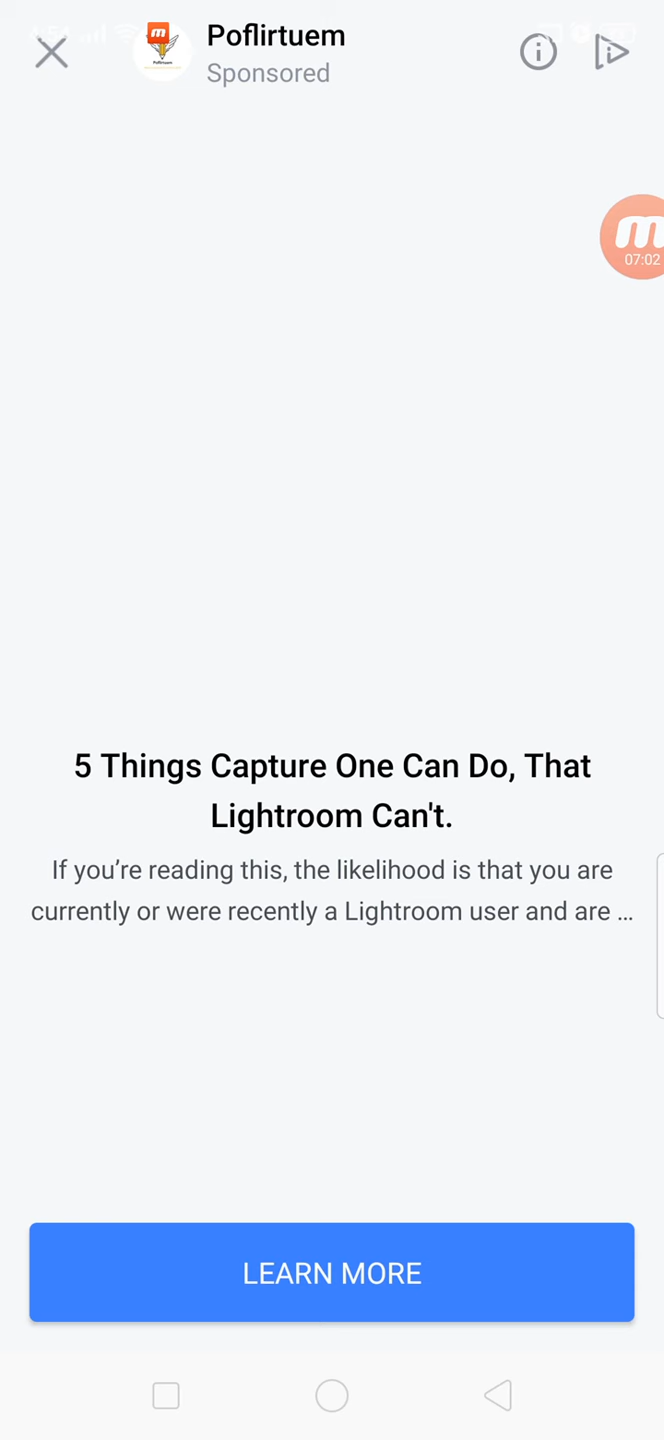 Poflirtuem
Sponsored
m
07:02
5 Things Capture One Can Do, That
Lightroom Can't.
If you’re reading this, the likelihood is that you are
currently or were recently a Lightroom user and are ...
LEARN MORE